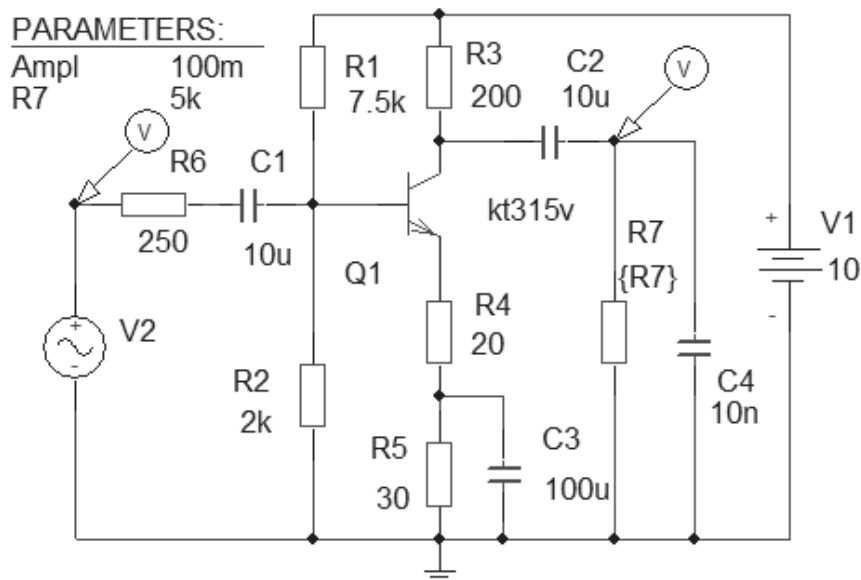 PARAMETERS:
Ampl 100m
R7 5k
R1
7.5k
R3
200
C2
10u
V
V
R6
250
C1
10u
kt315v
Q1
R7
{R7}
+
V1
10
-
+
-
V2
R4
20
R2
2k
C4
10n
R5
30
C3
100u